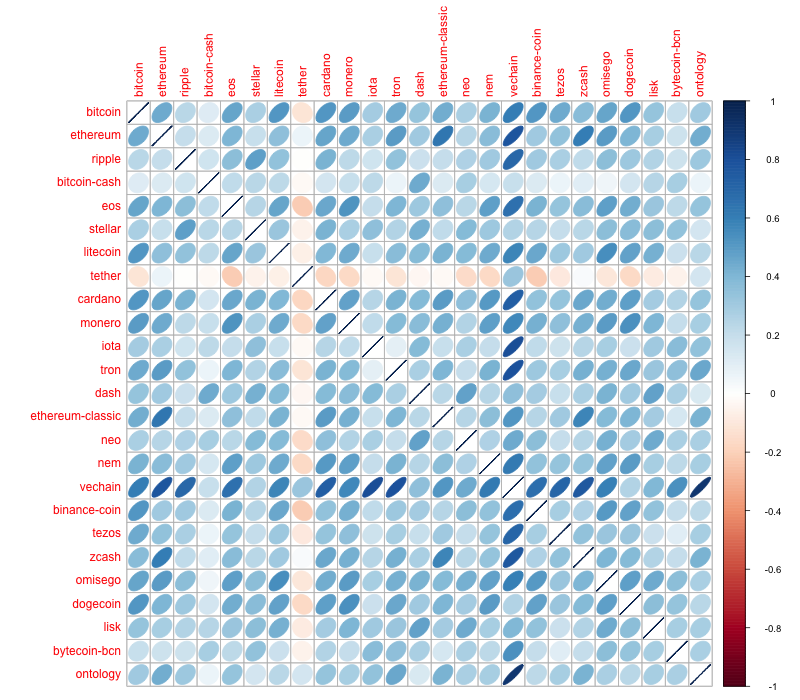 bitcoin
ethereum
ripple
bitcoin-cash
eos
stellar
litecoin
tether
cardano
monero
iota
tron
dash
ethereum-classic
neo
nem
vechain
binance-coin
tezos
zcash
omisego
dogecoin
lisk
bytecoin-bcn
ontology
bitcoin
ethereum
ripple
bitcoin-cash
eos
stellar
litecoin
tether
cardano
monero
iota
tron
dash
ethereum-classic
neo
nem
vechain
binance-coin
tezos
zcash
omisego
dogecoin
lisk
bytecoin-bcn
ontology
1
0.8
0.6
0.4
0.2
0
-0.2
-0.4
-0.6
-0.8
-1